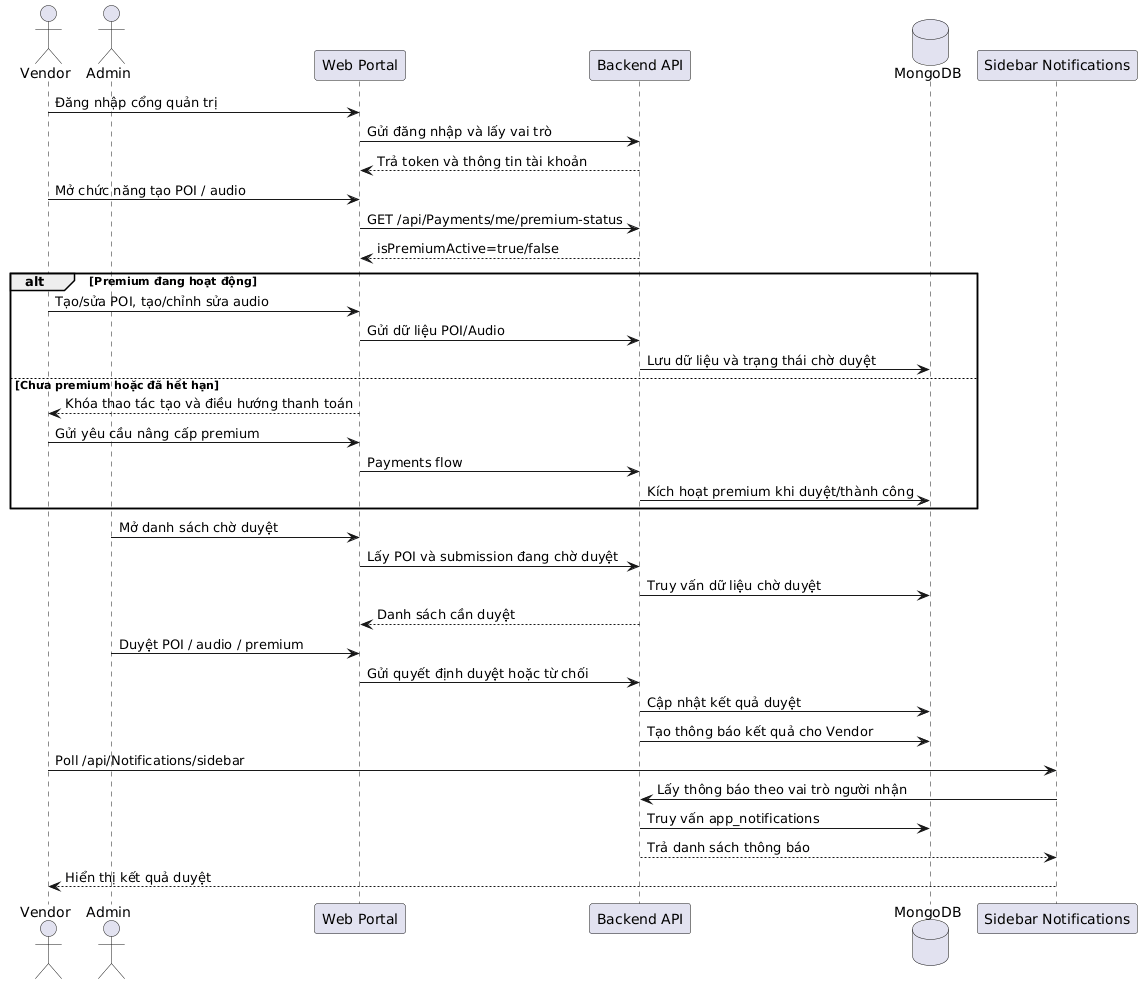 Vendor
Admin
Web Portal
Backend API
MongoDB
Sidebar Notifications
Đăng nhập cổng quản trị
Gửi đăng nhập và lấy vai trò
Trả token và thông tin tài khoản
Mở chức năng tạo POI / audio
GET /api/Payments/me/premium-status
isPremiumActive=true/false
alt [Premium đang hoạt động]
Tạo/sửa POI, tạo/chỉnh sửa audio
Gửi dữ liệu POI/Audio
Lưu dữ liệu và trạng thái chờ duyệt
[Chưa premium hoặc đã hết hạn]
Khóa thao tác tạo và điều hướng thanh toán
Gửi yêu cầu nâng cấp premium
Payments flow
Kích hoạt premium khi duyệt/thành công
Mở danh sách chờ duyệt
Lấy POI và submission đang chờ duyệt
Truy vấn dữ liệu chờ duyệt
Danh sách cần duyệt
Duyệt POI / audio / premium
Gửi quyết định duyệt hoặc từ chối
Cập nhật kết quả duyệt
Tạo thông báo kết quả cho Vendor
Poll /api/Notifications/sidebar
Lấy thông báo theo vai trò người nhận
Truy vấn app_notifications
Trả danh sách thông báo
Hiển thị kết quả duyệt
Vendor
Admin
Web Portal
Backend API
MongoDB
Sidebar Notifications